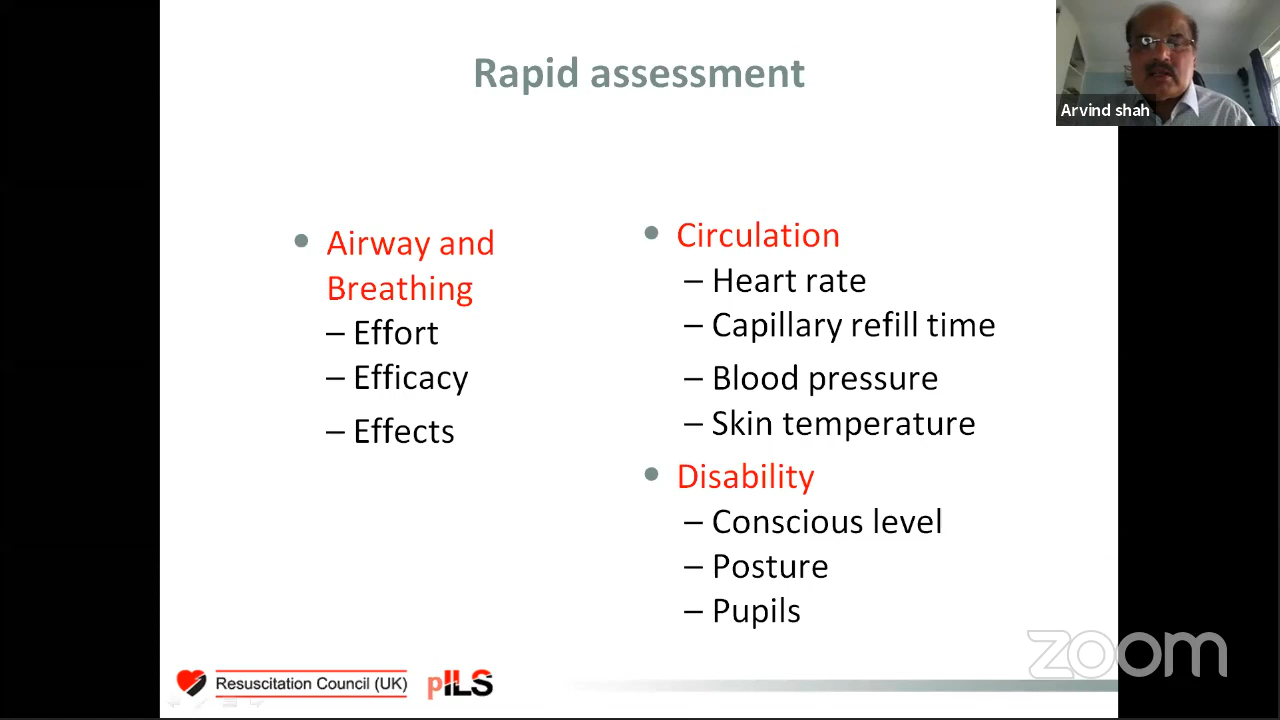 Rapid assessment
Arvind shah
• Airway and
Breathing
– Effort
– Efficacy
– Effects
• Circulation
– Heart rate
– Capillary refill time
– Blood pressure
– Skin temperature
• Disability
– Conscious level
– Posture
– Pupils
Resuscitation Council (UK)
pILS
zoom